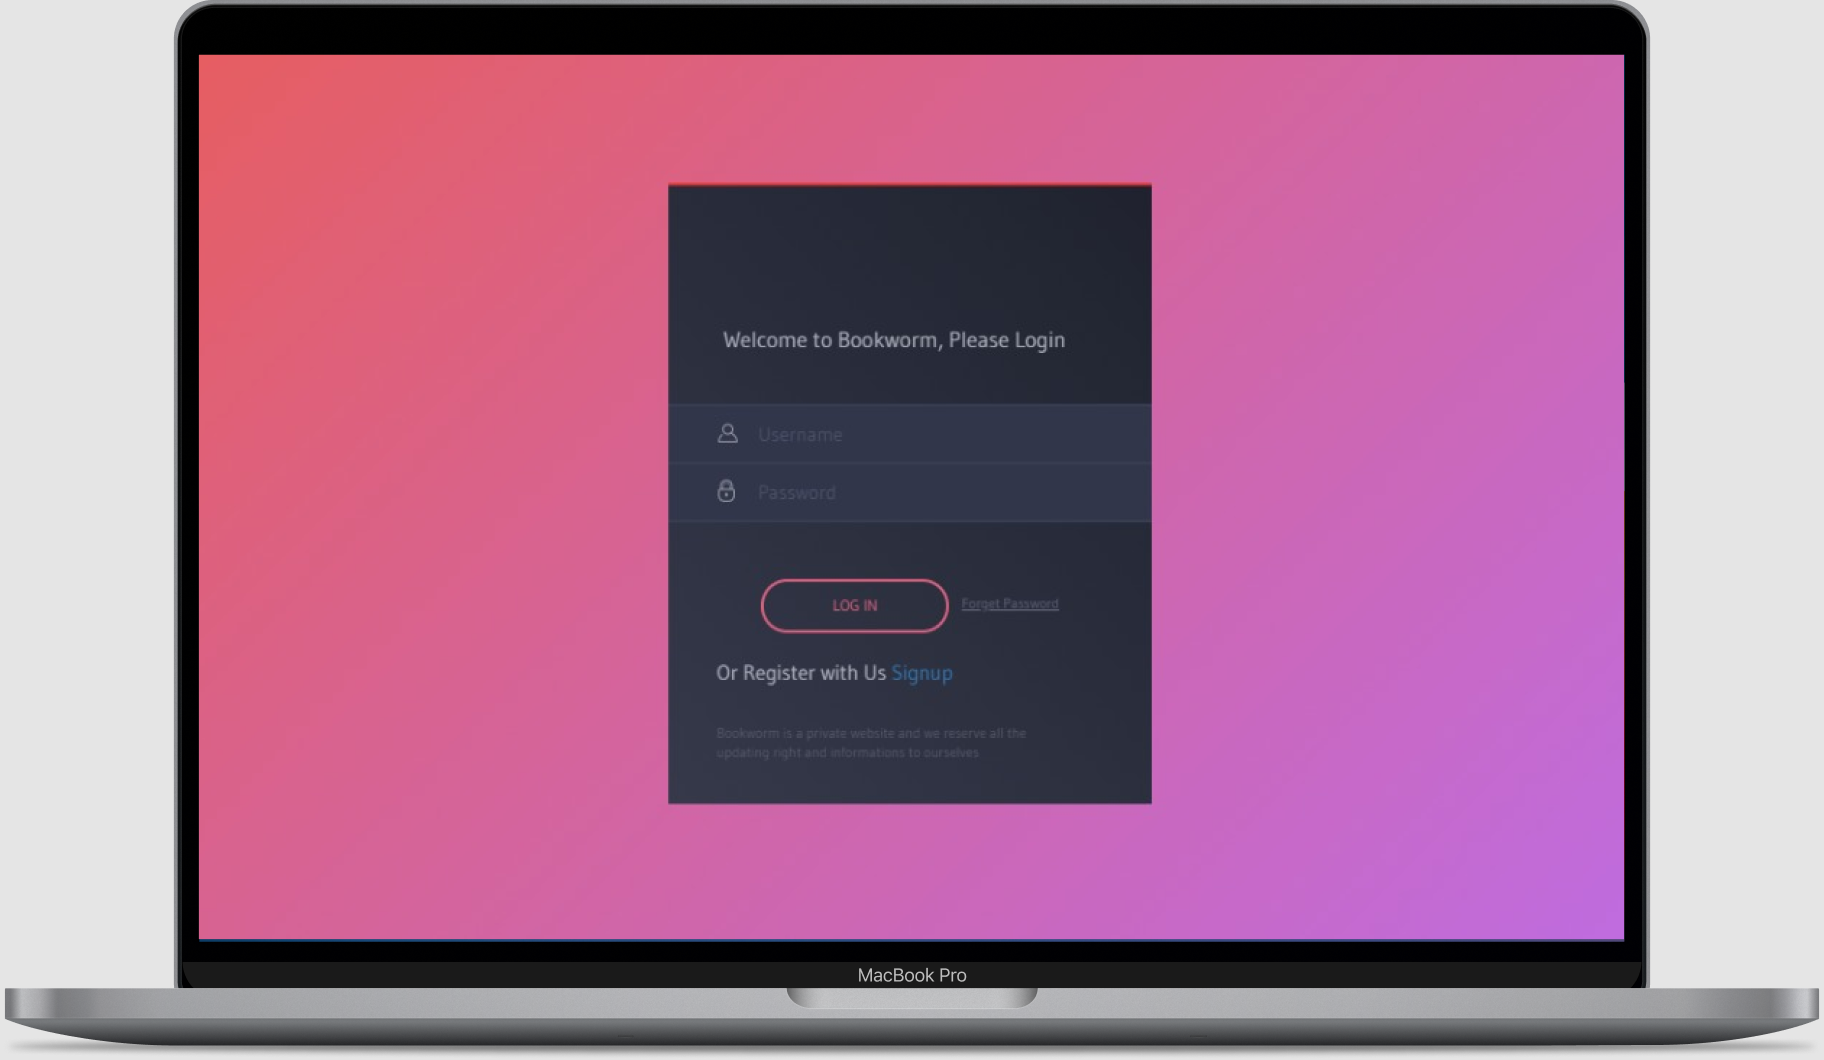 Welcome to Bookworm, Please Login
Username
Password
LOG IN
Forget Password
Or Register with Us Signup
Bookworm is a private website and we reserve all the
updating right and informations to ourselves
MacBook Pro